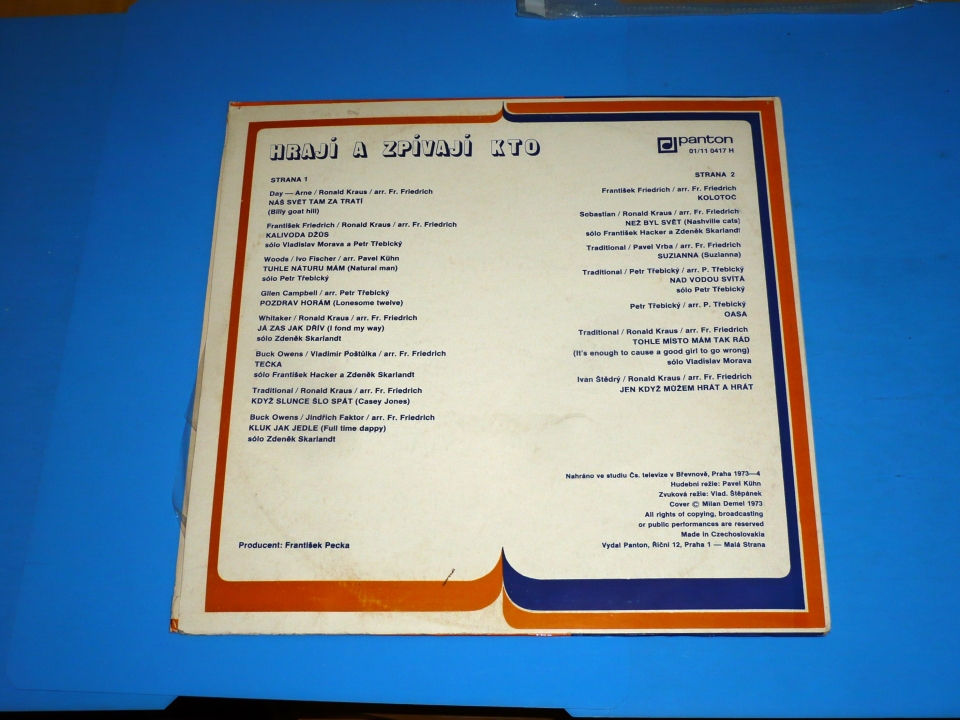 HRAJÍ A ZPÍVAJÍ KTO
panton
01/11 0417 H
STRANA 1
Day — Arne / Ronald Kraus / arr. Fr. Friedrich
NÁŠ SVĚT TAM ZA TRATÍ
(Billy goat hill)
František Friedrich / Ronald Kraus / arr. Fr. Friedrich
KALIVODA DŽÚS
sólo Vladislav Morava a Petr Třebický
Woods / Ivo Fischer / arr. Pavel Kühn
TUHLE NÁTURU MÁM (Natural man)
sólo Petr Třebický
Glien Campbell / arr. Petr Třebický
POZDRAV HORÁM (Lonesome twelve)
Whitaker / Ronald Kraus / arr. Fr. Friedrich
JÁ ZAS JAK DŘÍV (I fond my way)
sólo Zdeněk Skarlandt
Buck Owens / Vladimír Poštůlka / arr. Fr. Friedrich
TEČKA
sólo František Hacker a Zdeněk Skarlandt
Traditional / Ronald Kraus / arr. Fr. Friedrich
KDYŽ SLUNCE ŠLO SPÁT (Casey Jones)
Buck Owens / Jindřich Faktor / arr. Fr. Friedrich
KLUK JAK JEDLE (Full time dappy)
sólo Zdeněk Skarlandt
Producent: František Pecka
STRANA 2
František Friedrich / arr. Fr. Friedrich
KOLOTOČ
Sebastian / Ronald Kraus / arr. Fr. Friedrich
NEŽ BYL SVĚT (Nashville cats)
sólo František Hacker a Zdeněk Skarlandt
Traditional / Pavel Vrba / arr. Fr. Friedrich
SUZIANNA (Suzianna)
Traditional / Petr Třebický / arr. P. Třebický
NAD VODOU SVÍTÁ
sólo Petr Třebický
Petr Třebický / arr. P. Třebický
OASA
Traditional / Ronald Kraus / arr. Fr. Friedrich
TOHLE MÍSTO MÁM TAK RÁD
(It's enough to cause a good girl to go wrong)
sólo Vladislav Morava
Ivan Štědrý / Ronald Kraus / arr. Fr. Friedrich
JEN KDYŽ MŮŽEM HRÁT A HRÁT
Nahráno ve studiu Čs. televize v Břevnově, Praha 1973—4
Hudební režie: Pavel Kühn
Zvuková režie: Vlad. Štěpánek
Cover © Milan Demel 1973
All rights of copying, broadcasting
or public performances are reserved
Made in Czechoslovakia
Vydal Panton, Říční 12, Praha 1 — Malá Strana